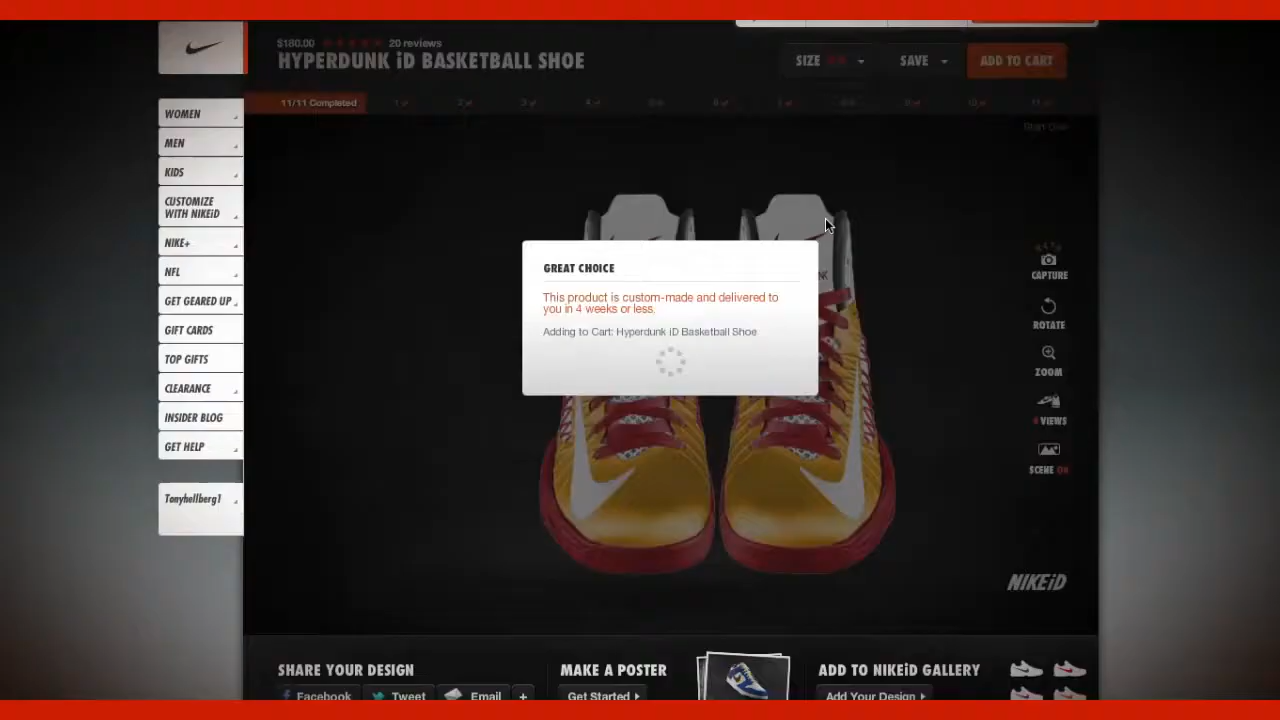 $180.00 20 reviews
HYPERDUNK iD BASKETBALL SHOE
SIZE
SAVE
ADD TO CART
11/11 Completed
WOMEN
MEN
KIDS
CUSTOMIZE
WITH NIKEiD
NIKE+
NFL
GET GEARED UP
GIFT CARDS
TOP GIFTS
CLEARANCE
INSIDER BLOG
GET HELP
Tonyhellberg1
GREAT CHOICE
This product is custom-made and delivered to
you in 4 weeks or less.
Adding to Cart: Hyperdunk iD Basketball Shoe
CAPTURE
ROTATE
ZOOM
VIEWS
SCENE ON
NIKEiD
SHARE YOUR DESIGN
Facebook
Tweet
Email
+
MAKE A POSTER
Get Started
ADD TO NIKEiD GALLERY
Add Your Design